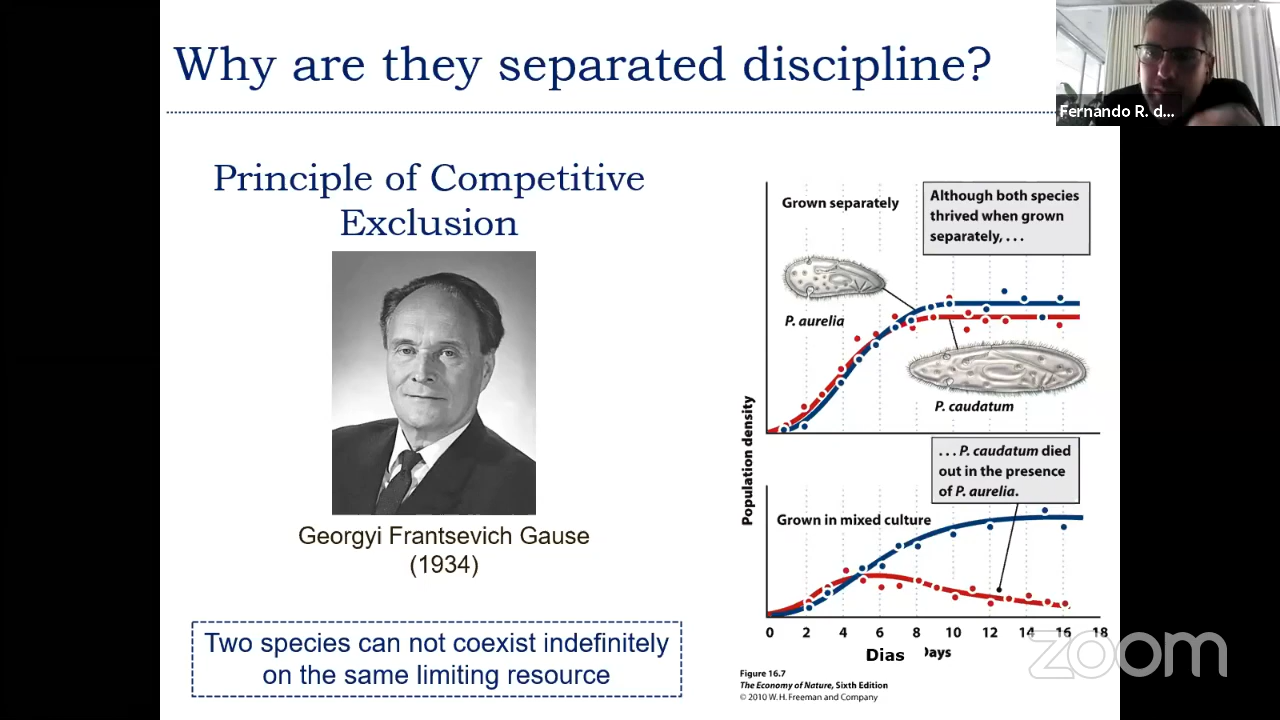 Why are they separated discipline?
Fernando R. d...
Principle of Competitive
Exclusion
Georgyi Frantsevich Gause
(1934)
Two species can not coexist indefinitely
on the same limiting resource
Grown separately
Although both species
thrived when grown
separately, . . .
P. aurelia
P. caudatum
Population density
. . . P. caudatum died
out in the presence
of P. aurelia.
Grown in mixed culture
0 2 4 6 8 10 12 14 16 18
Dias
Days
Figure 16.7
The Economy of Nature, Sixth Edition
© 2010 W. H. Freeman and Company
zoom